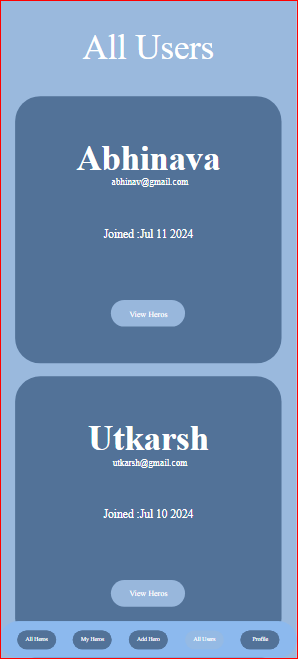 All Users
Abhinava
abhinav@gmail.com
Joined :Jul 11 2024
View Heros
Utkarsh
utkarsh@gmail.com
Joined :Jul 10 2024
View Heros
All Heros My Heros Add Hero All Users Profile